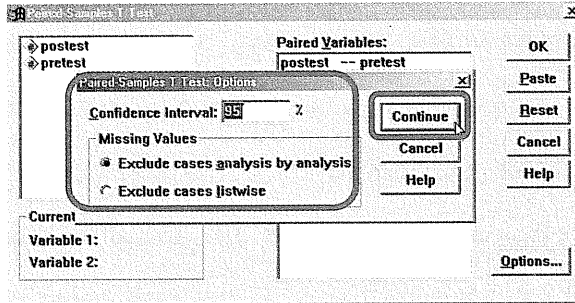 Paired-Samples T Test
postest
pretest
Paired Variables:
postest -- pretest
OK
Paste
Reset
Cancel
Help
Options...
Paired-Samples T Test: Options
Confidence Interval: 95 %
Missing Values
Exclude cases analysis by analysis
Exclude cases listwise
Continue
Cancel
Help
Current
Variable 1:
Variable 2: